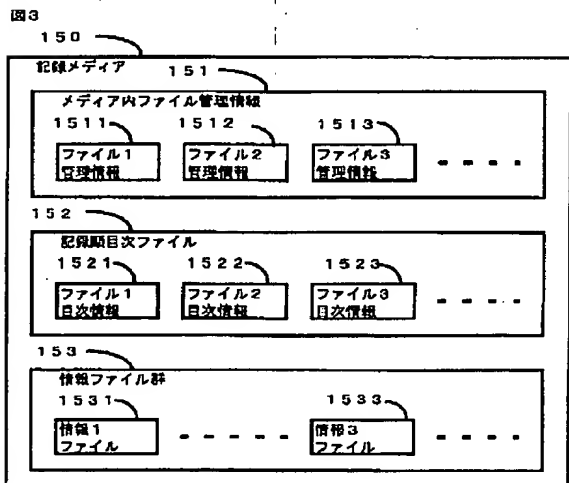 図3
150
記録メディア
151
メディア内ファイル管理情報
1511 1512 1513
ファイル1 ファイル2 ファイル3
管理情報 管理情報 管理情報
152
記録順目次ファイル
1521 1522 1523
ファイル1 ファイル2 ファイル3
目次情報 目次情報 目次情報
153
情報ファイル群
1531 1533
情報1 情報3
ファイル ファイル